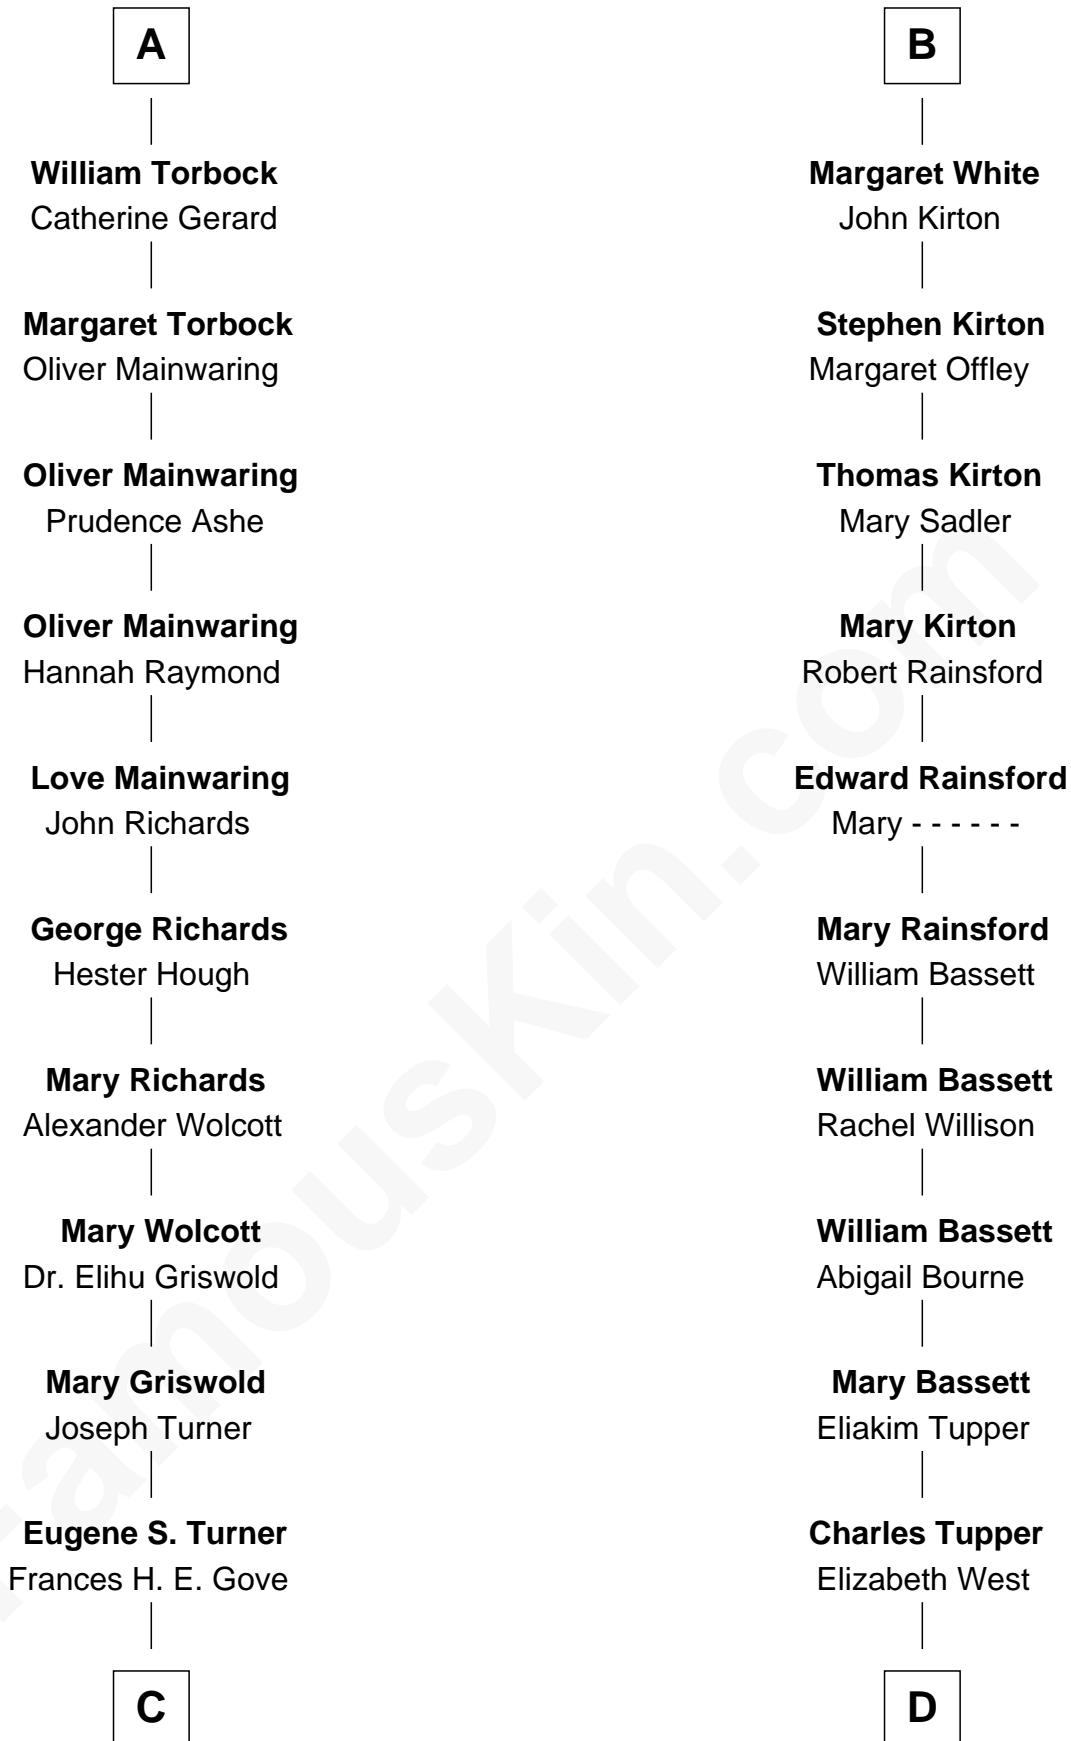 A
William Torbock
Catherine Gerard
Margaret Torbock
Oliver Mainwaring
Oliver Mainwaring
Prudence Ashe
Oliver Mainwaring
Hannah Raymond
Love Mainwaring
John Richards
George Richards
Hester Hough
Mary Richards
Alexander Wolcott
Mary Wolcott
Dr. Elihu Griswold
Mary Griswold
Joseph Turner
Eugene S. Turner
Frances H. E. Gove
C
B
Margaret White
John Kirton
Stephen Kirton
Margaret Offley
Thomas Kirton
Mary Sadler
Mary Kirton
Robert Rainsford
Edward Rainsford
Mary - - - - - -
Mary Rainsford
William Bassett
William Bassett
Rachel Willison
William Bassett
Abigail Bourne
Mary Bassett
Eliakim Tupper
Charles Tupper
Elizabeth West
D
FamousKin.com